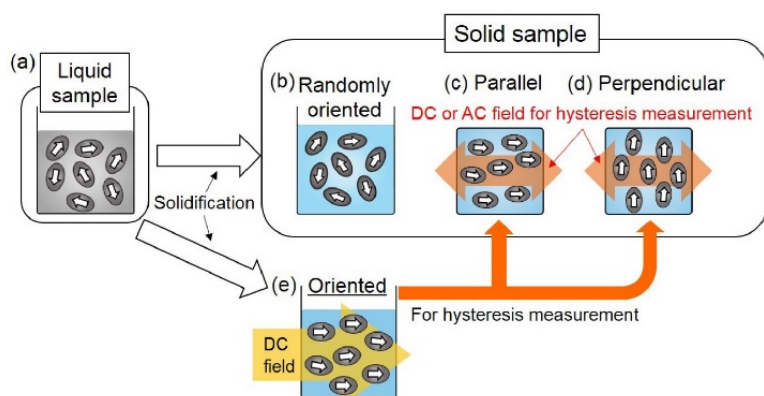 Solid sample
(a)
Liquid
sample
(b)
Randomly
oriented
(c) Parallel
(d) Perpendicular
DC or AC field for hysteresis measurement
Solidification
(e)
Oriented
DC
field
For hysteresis measurement